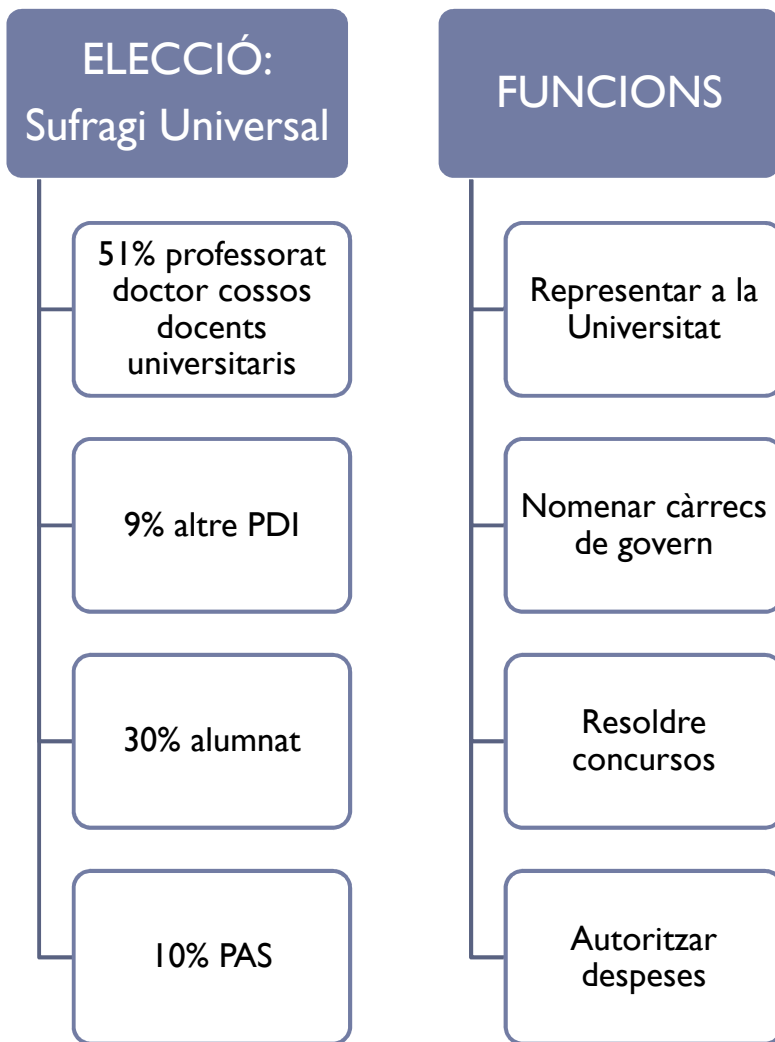 ELECCIÓ:
Sufragi Universal
51% professorat
doctor cossos
docents
universitaris
9% altre PDI
30% alumnat
10% PAS
FUNCIONS
Representar a la
Universitat
Nomenar càrrecs
de govern
Resoldre
concursos
Autoritzar
despeses